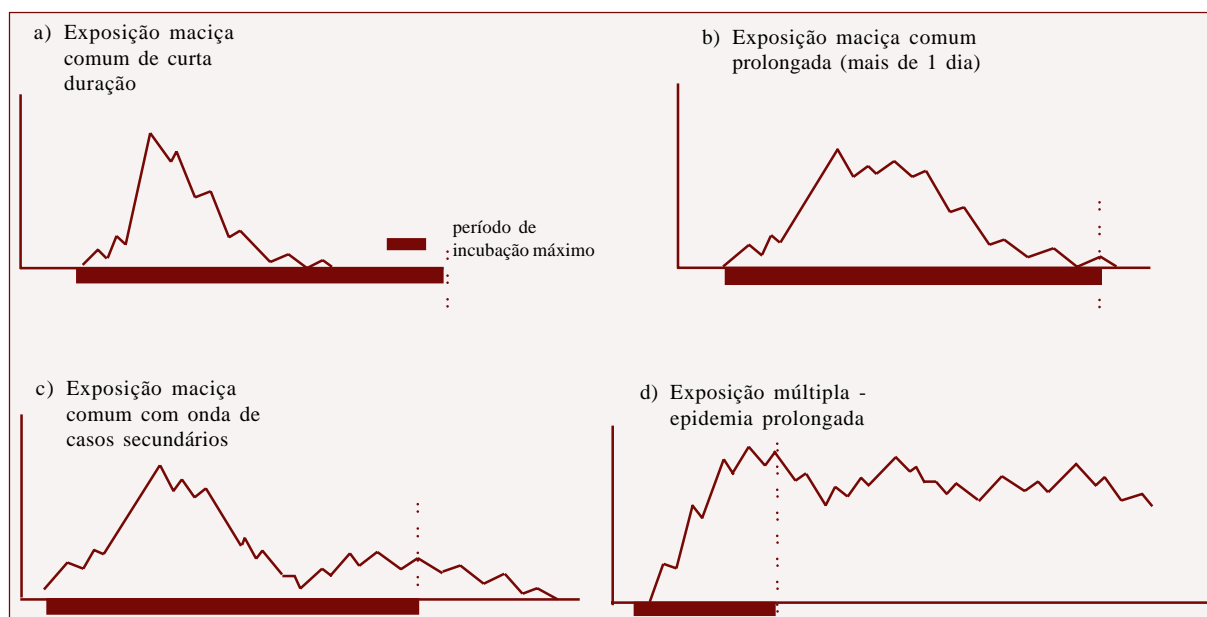 a) Exposição maciça
comum de curta
duração
b) Exposição maciça comum
prolongada (mais de 1 dia)
período de
incubação máximo
c) Exposição maciça
comum com onda de
casos secundários
d) Exposição múltipla -
epidemia prolongada